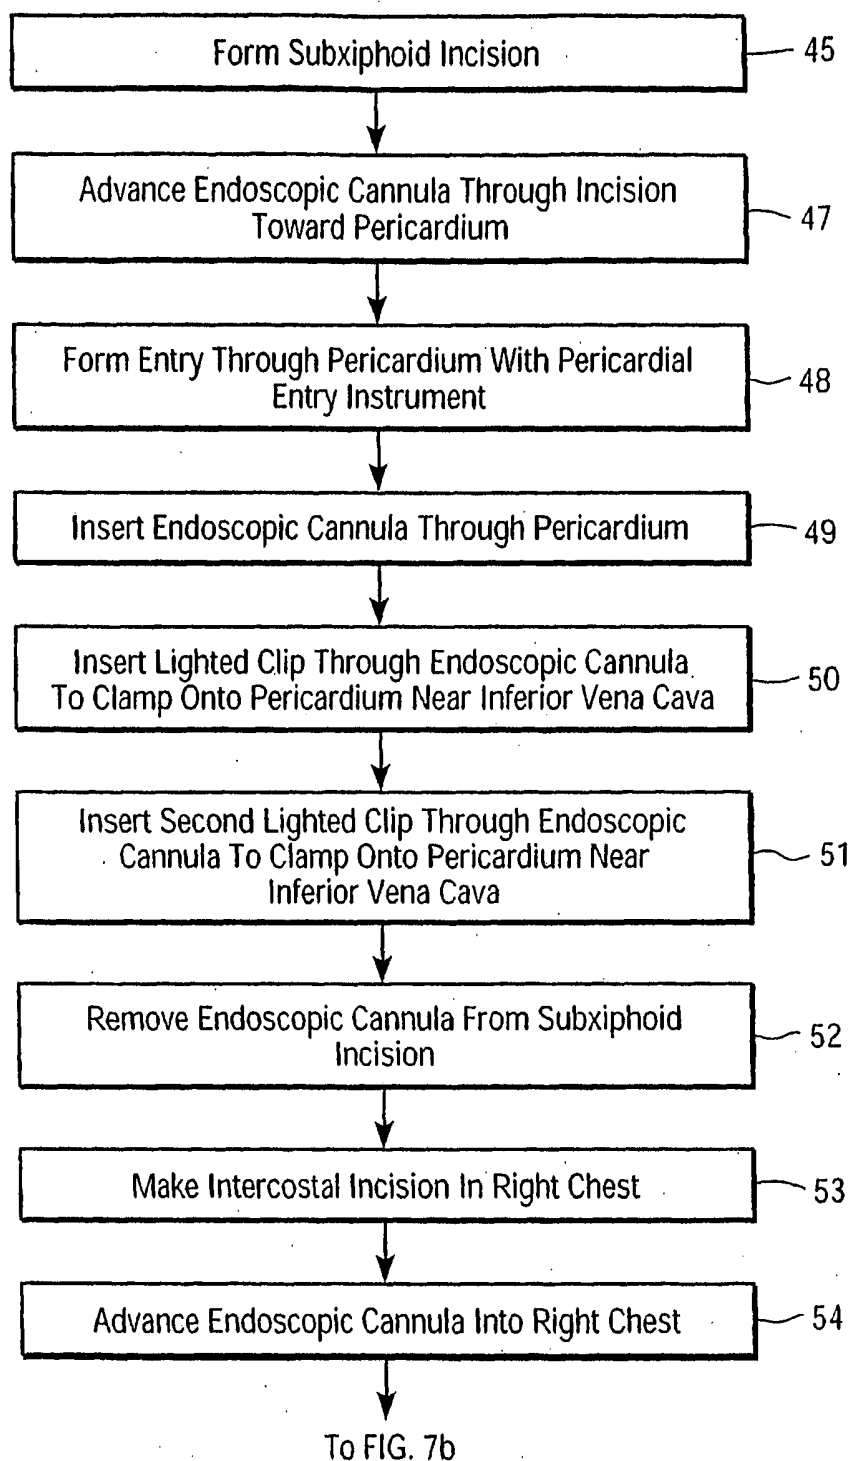 Form Subxiphoid Incision
45
Advance Endoscopic Cannula Through Incision
Toward Pericardium
47
Form Entry Through Pericardium With Pericardial
Entry Instrument
48
Insert Endoscopic Cannula Through Pericardium
49
Insert Lighted Clip Through Endoscopic Cannula
To Clamp Onto Pericardium Near Inferior Vena Cava
50
Insert Second Lighted Clip Through Endoscopic
Cannula To Clamp Onto Pericardium Near
Inferior Vena Cava
51
Remove Endoscopic Cannula From Subxiphoid
Incision
52
Make Intercostal Incision In Right Chest
53
Advance Endoscopic Cannula Into Right Chest
54
To FIG. 7b